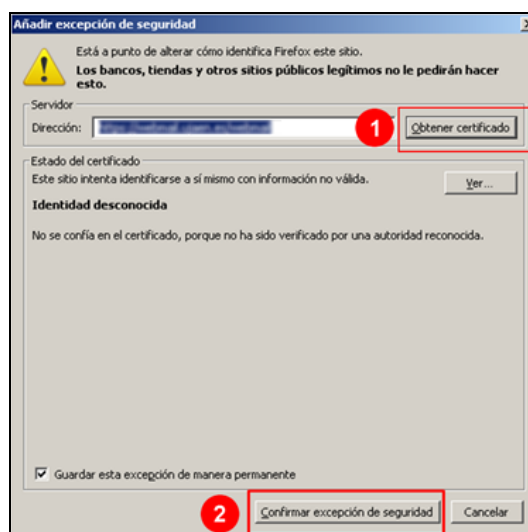 Añadir excepción de seguridad
Está a punto de alterar cómo identifica Firefox este sitio.
Los bancos, tiendas y otros sitios públicos legítimos no le pedirán hacer
esto.
Servidor
Dirección:
1
Obtener certificado
Estado del certificado
Este sitio intenta identificarse a sí mismo con información no válida.
Ver...
Identidad desconocida
No se confía en el certificado, porque no ha sido verificado por una autoridad reconocida.
Guardar esta excepción de manera permanente
2
Confirmar excepción de seguridad
Cancelar